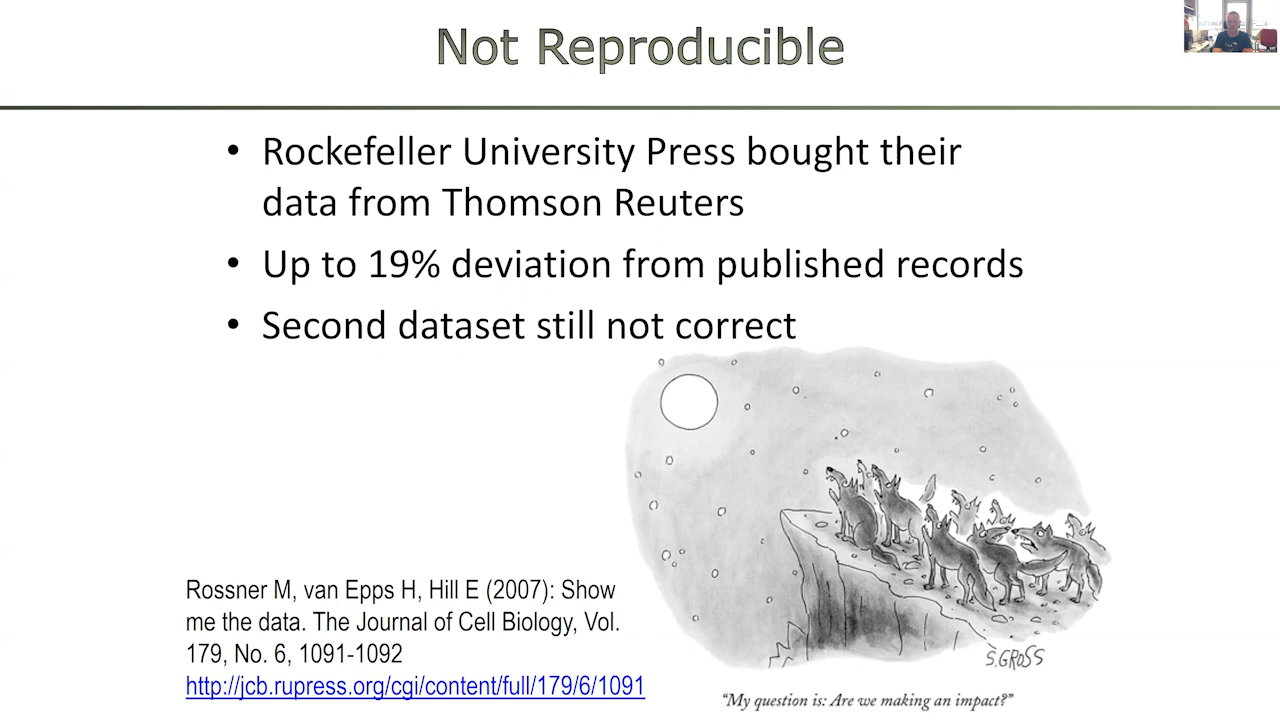 Not Reproducible
• Rockefeller University Press bought their
data from Thomson Reuters
• Up to 19% deviation from published records
• Second dataset still not correct
Rossner M, van Epps H, Hill E (2007): Show
me the data. The Journal of Cell Biology, Vol.
179, No. 6, 1091-1092
http://jcb.rupress.org/cgi/content/full/179/6/1091
S.GROSS
“My question is: Are we making an impact?”